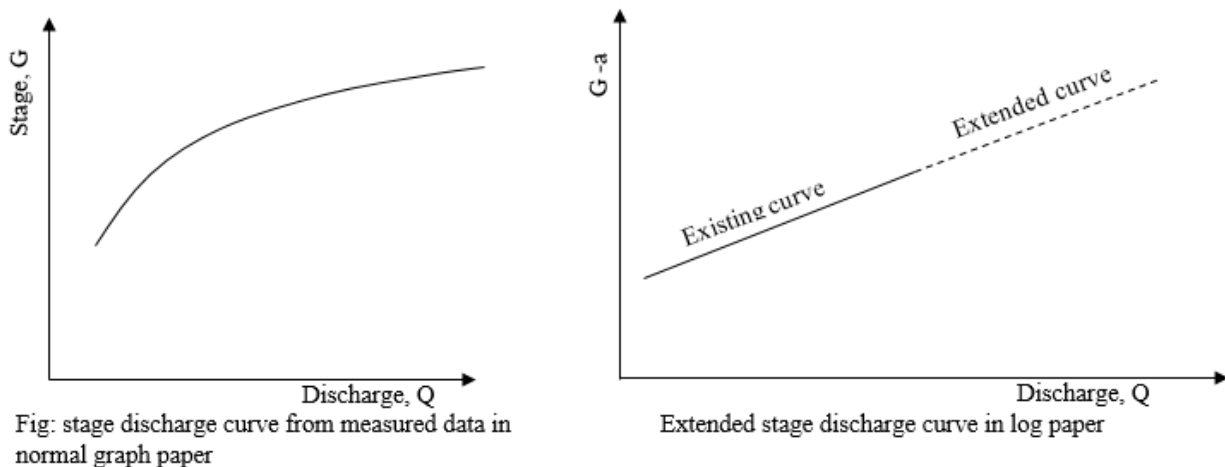 Stage, G
Discharge, Q
Fig: stage discharge curve from measured data in
normal graph paper
G -a
Existing curve
Extended curve
Discharge, Q
Extended stage discharge curve in log paper